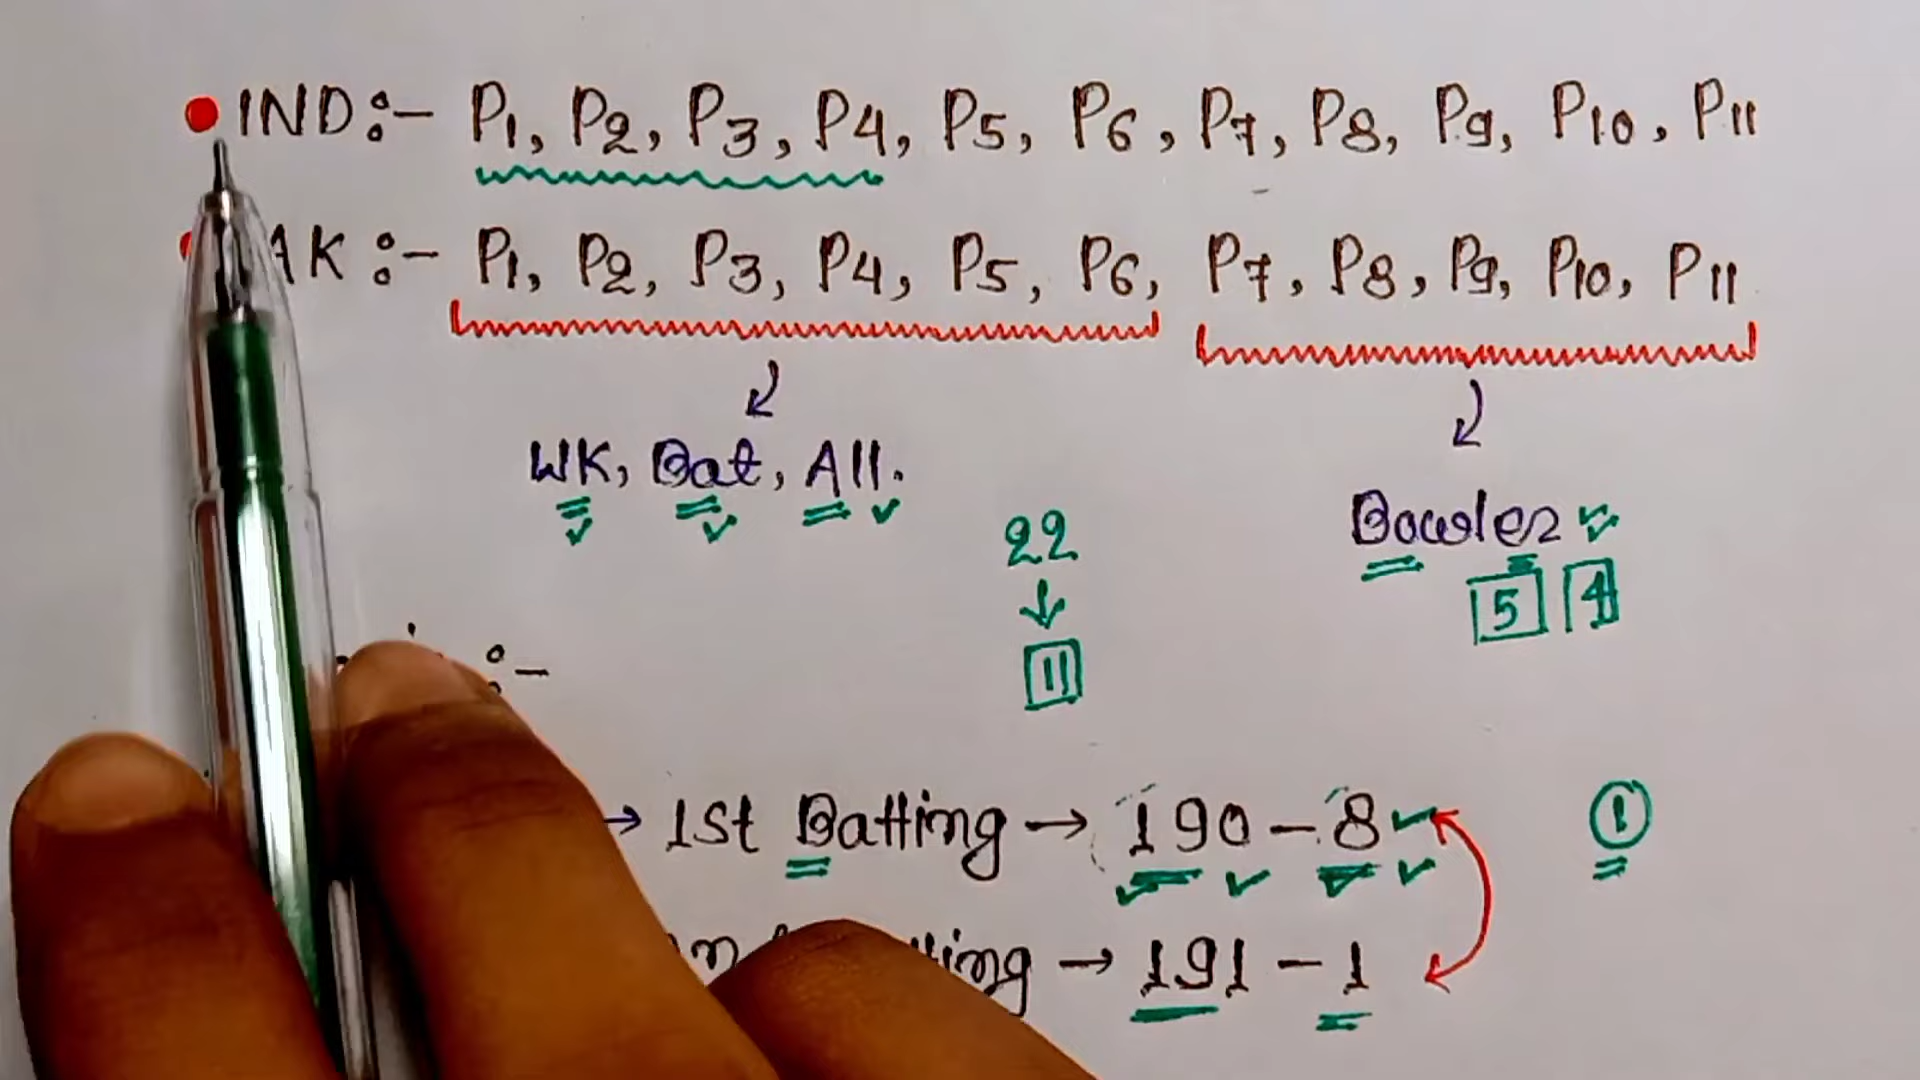 IND :- P1, P2, P3, P4, P5, P6, P7, P8, P9, P10, P11
AK :- P1, P2, P3, P4, P5, P6, P7, P8, P9, P10, P11
WK, Bat, All.
Bowler
22
5 4
11
:-
→ 1St Batting → 190 - 8
1
→ 191 - 1